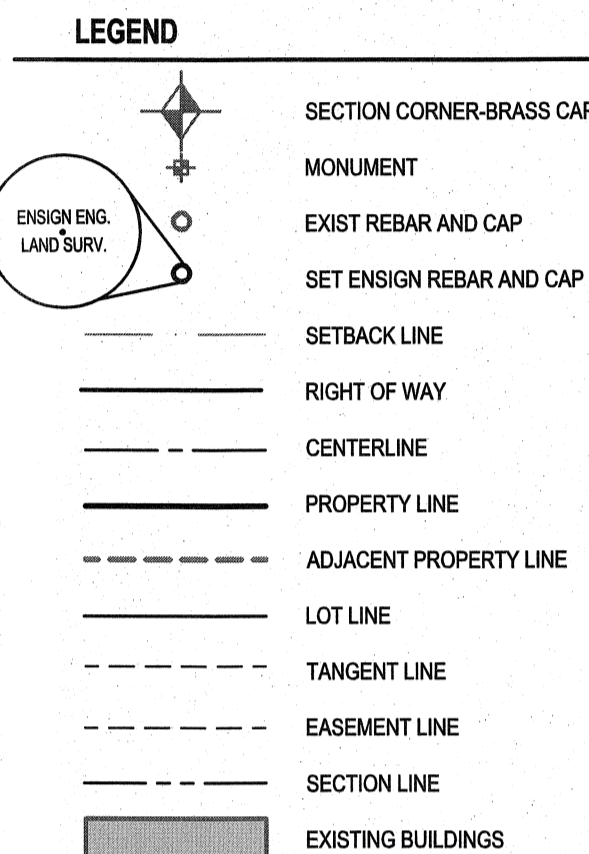 LEGEND
SECTION CORNER-BRASS CAP
MONUMENT
ENSIGN ENG.
LAND SURV.
EXIST REBAR AND CAP
SET ENSIGN REBAR AND CAP
SETBACK LINE
RIGHT OF WAY
CENTERLINE
PROPERTY LINE
ADJACENT PROPERTY LINE
LOT LINE
TANGENT LINE
EASEMENT LINE
SECTION LINE
EXISTING BUILDINGS